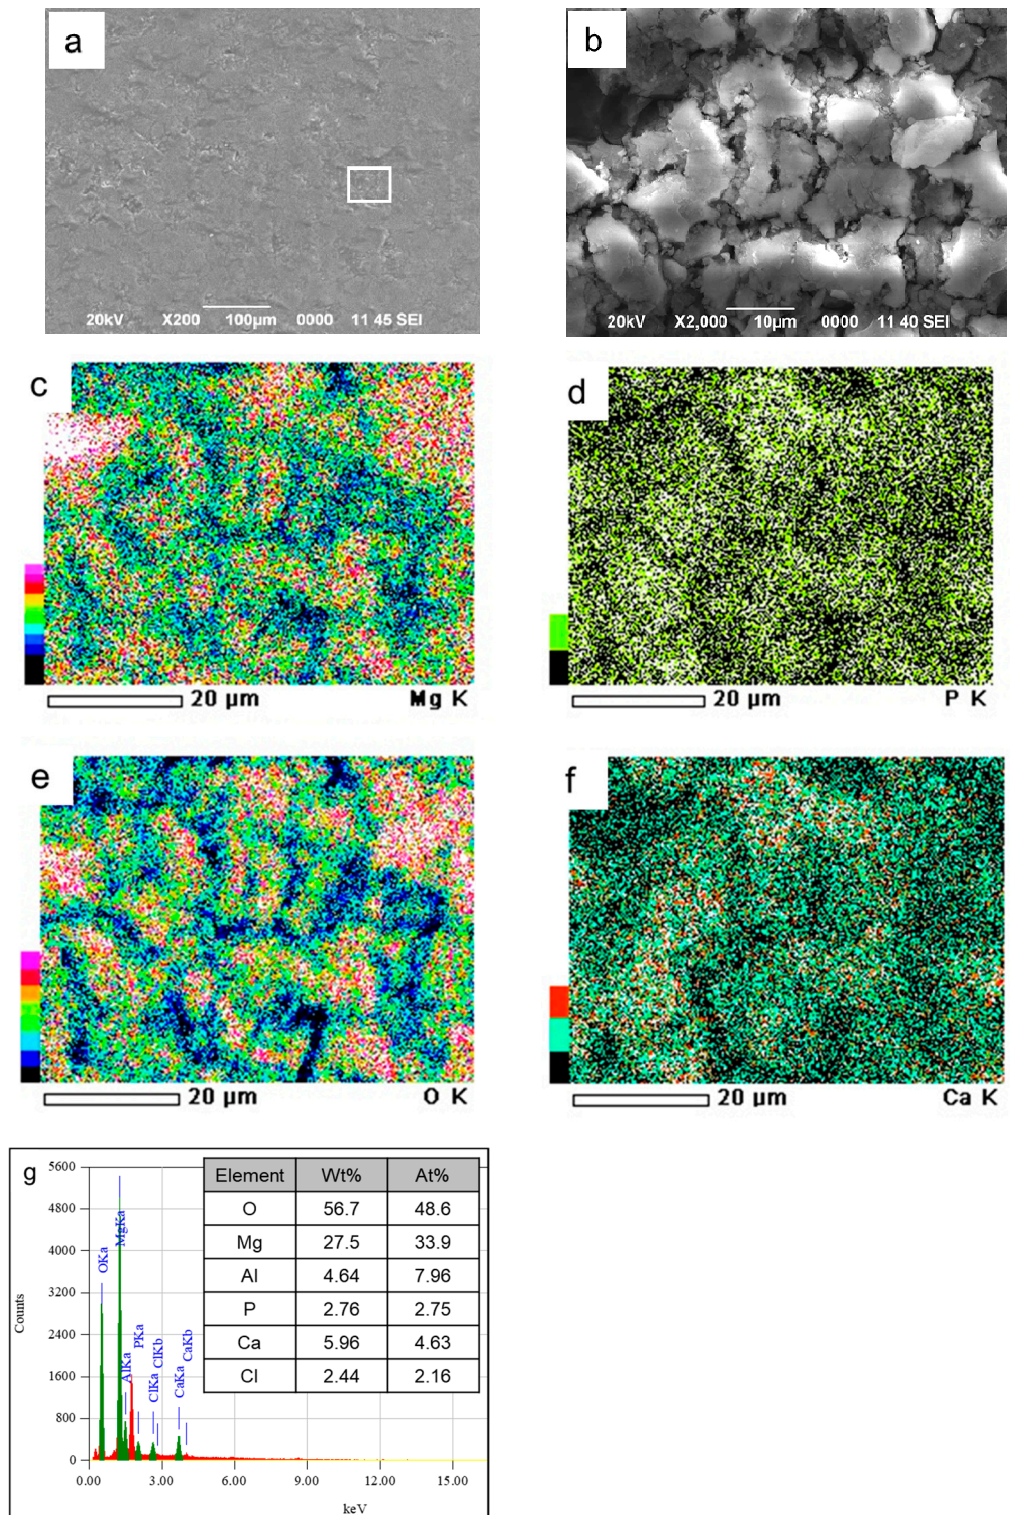 a
20kV X200 100µm 0000 11 45 SEI
b
20kV X2,000 10µm 0000 11 40 SEI
c
20 µm Mg K
d
20 µm P K
e
20 µm O K
f
20 µm Ca K
g
Element Wt% At%
O 56.7 48.6
Mg 27.5 33.9
Al 4.64 7.96
P 2.76 2.75
Ca 5.96 4.63
Cl 2.44 2.16
5600
4800
4000
3200
2400
1600
800
0
Counts
OKa
MgKa
AlKa
PKa
ClKa
ClKb
CaKa
CaKb
0.00 3.00 6.00 9.00 12.00 15.00
keV